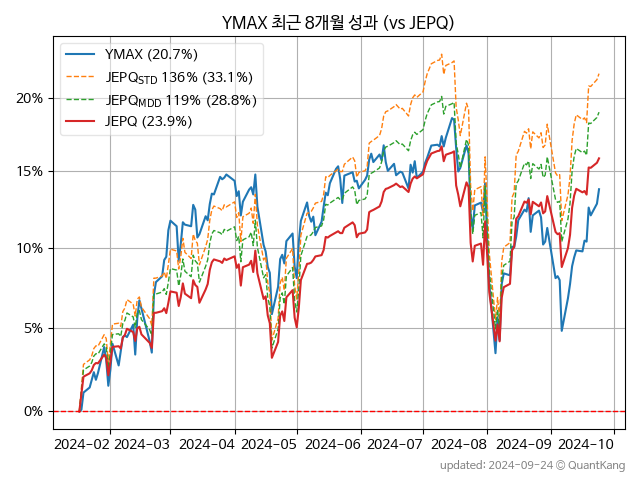 YMAX 최근 8개월 성과 (vs JEPQ)
YMAX (20.7%)
JEPQSTD 136% (33.1%)
JEPQMDD 119% (28.8%)
JEPQ (23.9%)
20%
15%
10%
5%
0%
2024-02 2024-03 2024-04 2024-05 2024-06 2024-07 2024-08 2024-09 2024-10
updated: 2024-09-24 ⓒ QuantKang